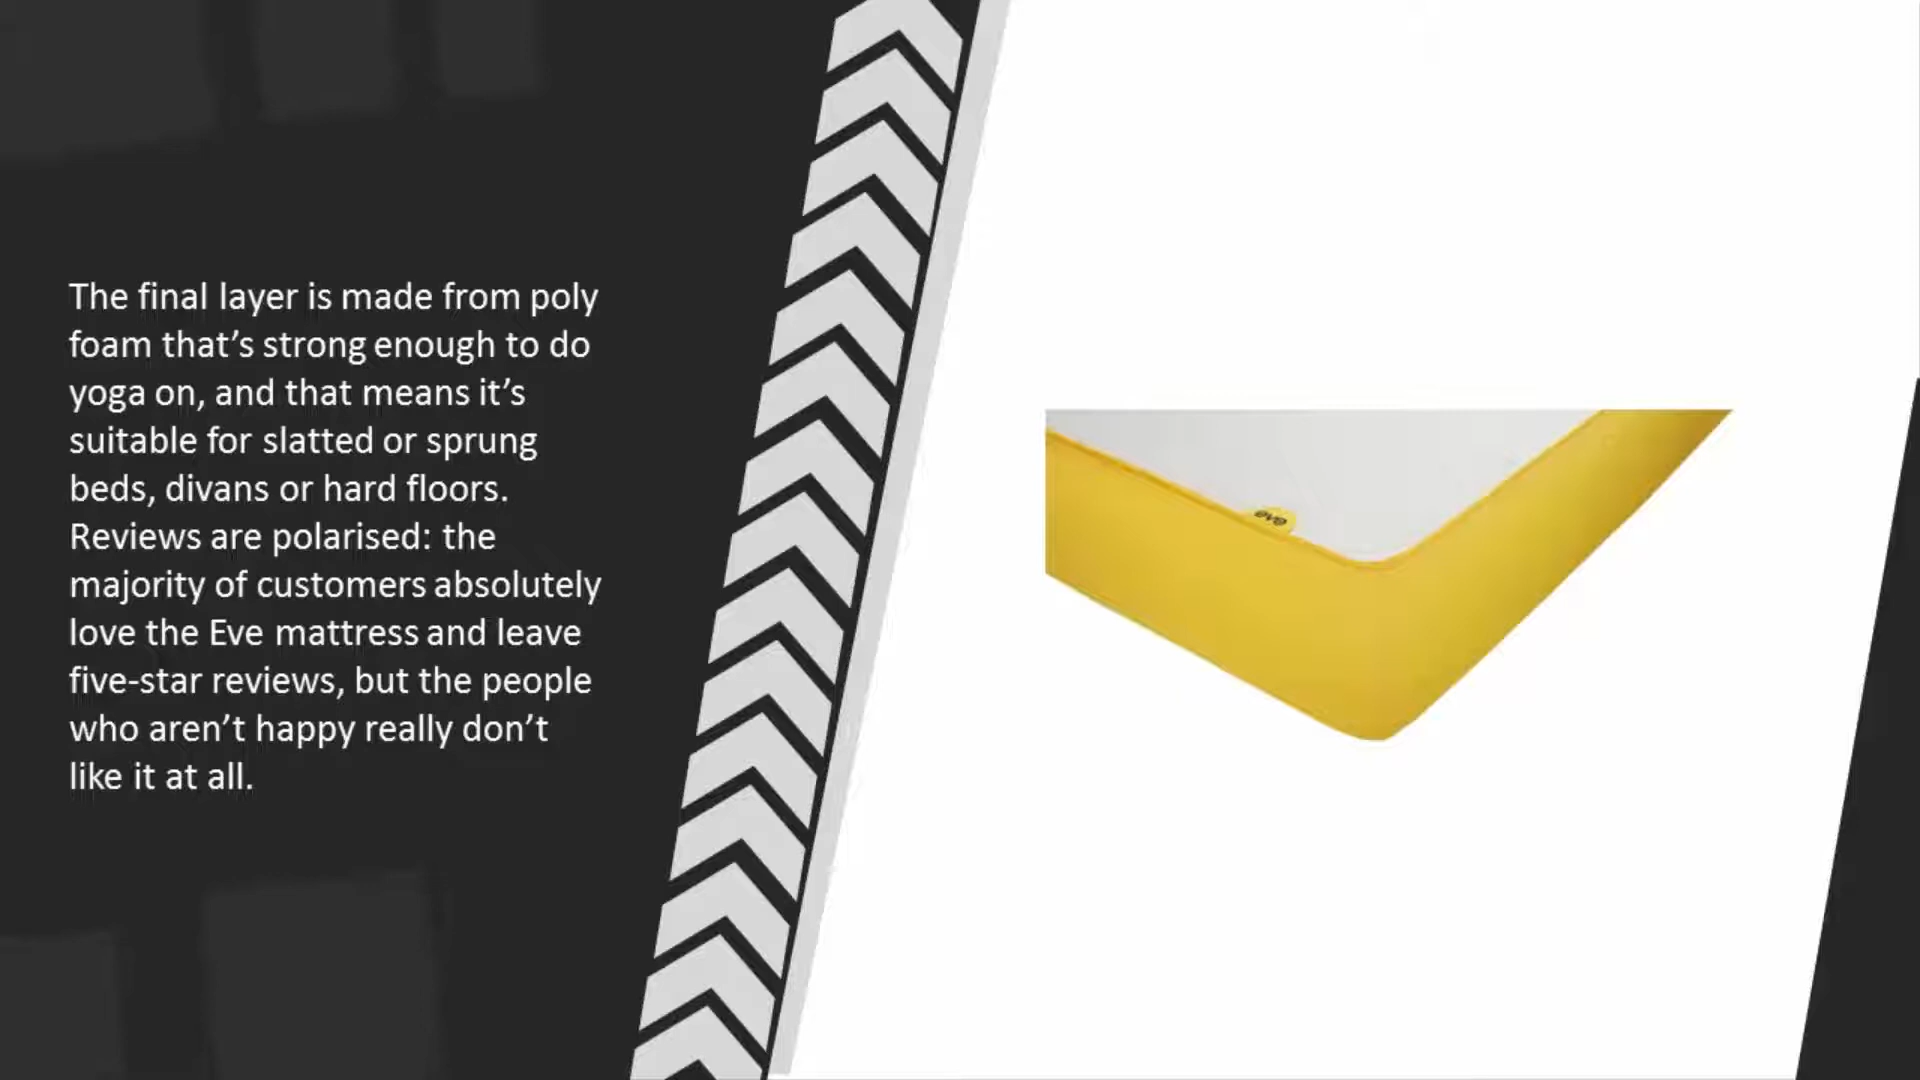 The final layer is made from poly
foam that’s strong enough to do
yoga on, and that means it’s
suitable for slatted or sprung
beds, divans or hard floors.
Reviews are polarised: the
majority of customers absolutely
love the Eve mattress and leave
five-star reviews, but the people
who aren’t happy really don’t
like it at all.
eve